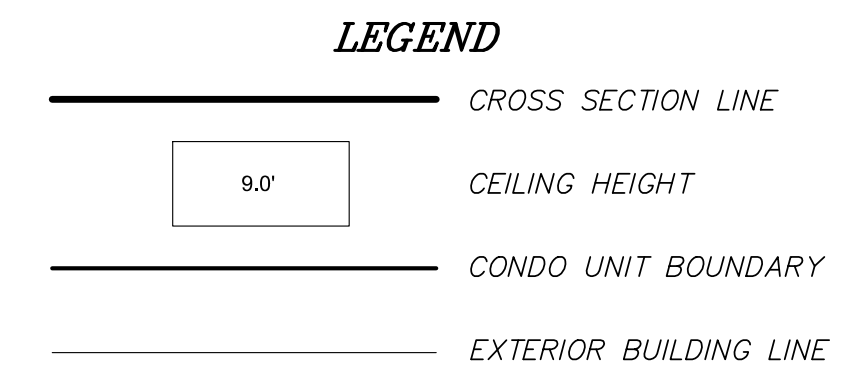 LEGEND
CROSS SECTION LINE
9.0' CEILING HEIGHT
CONDO UNIT BOUNDARY
EXTERIOR BUILDING LINE